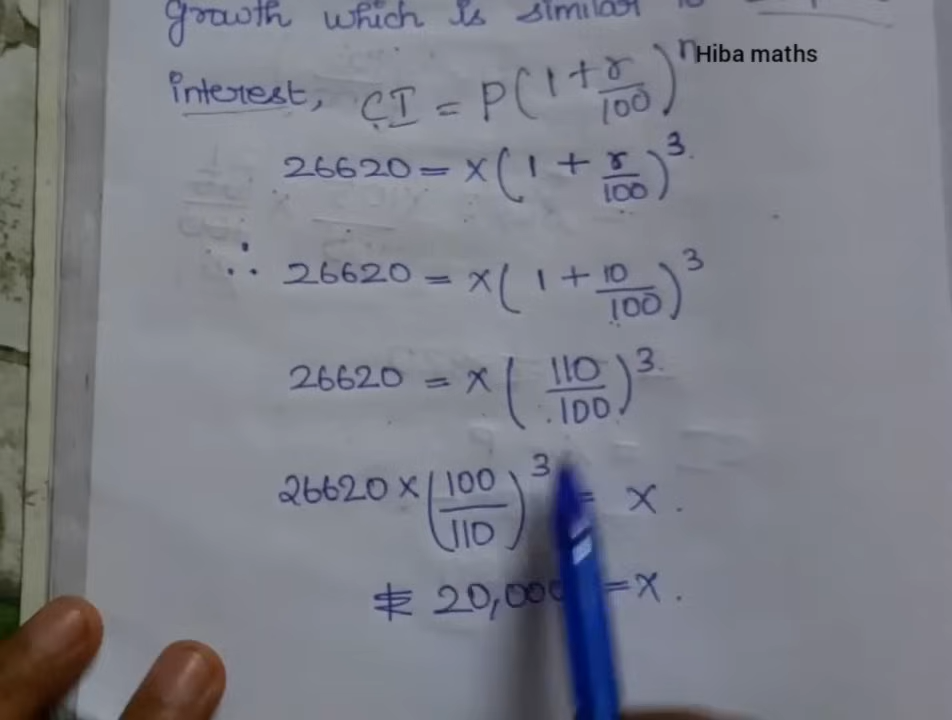 growth which is similar
Hiba maths
interest, CI = P(1 + r/100)^n
26620 = x(1 + r/100)^3.
∴ 26620 = x(1 + 10/100)^3
26620 = x(110/100)^3.
26620 x (100/110)^3 = x.
20,000 = x.